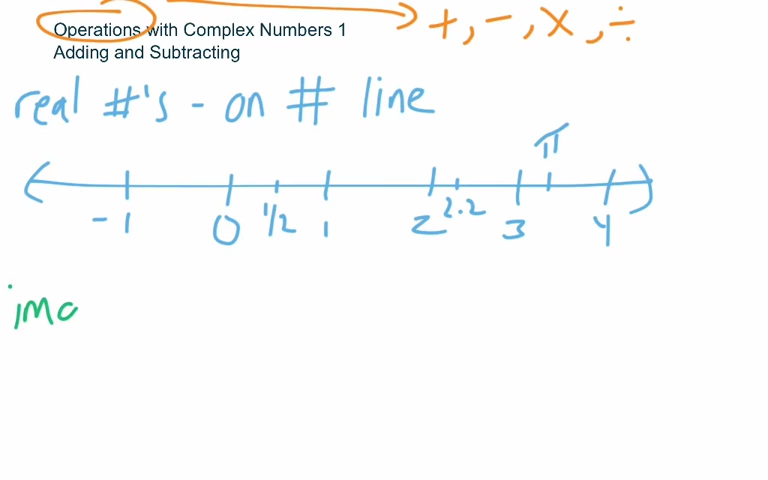 Operations with Complex Numbers 1 +, -, x, ÷
Adding and Subtracting
real #'s - on # line
π
-1 0 1/2 1 2 2.2 3 4
ima